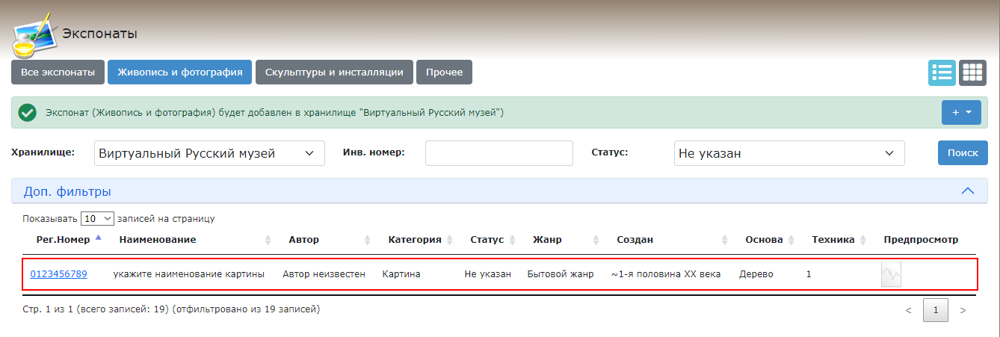 Экспонаты
Все экспонаты Живопись и фотография Скульптуры и инсталляции Прочее
Экспонат (Живопись и фотография) будет добавлен в хранилище "Виртуальный Русский музей") +
Хранилище: Виртуальный Русский музей Инв. номер: Статус: Не указан Поиск
Доп. фильтры
Показывать 10 записей на страницу
Рег.Номер Наименование Автор Категория Статус Жанр Создан Основа Техника Предпросмотр
0123456789 укажите наименование картины Автор неизвестен Картина Не указан Бытовой жанр ~1-я половина XX века Дерево 1
Стр. 1 из 1 (всего записей: 19) (отфильтровано из 19 записей) < 1 >